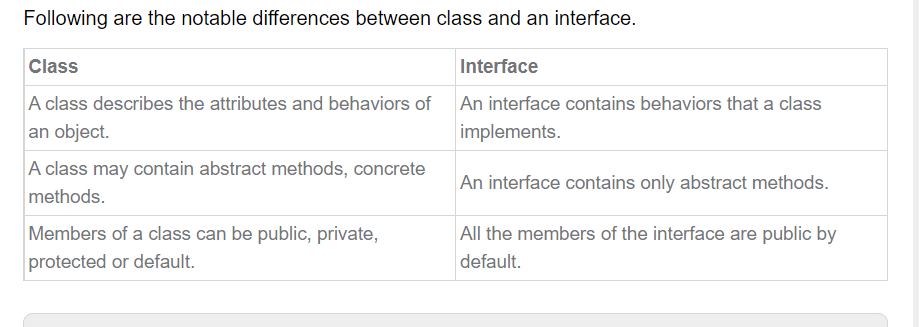 Following are the notable differences between class and an interface.
Class
Interface
A class describes the attributes and behaviors of
an object.
An interface contains behaviors that a class
implements.
A class may contain abstract methods, concrete
methods.
An interface contains only abstract methods.
Members of a class can be public, private,
protected or default.
All the members of the interface are public by
default.